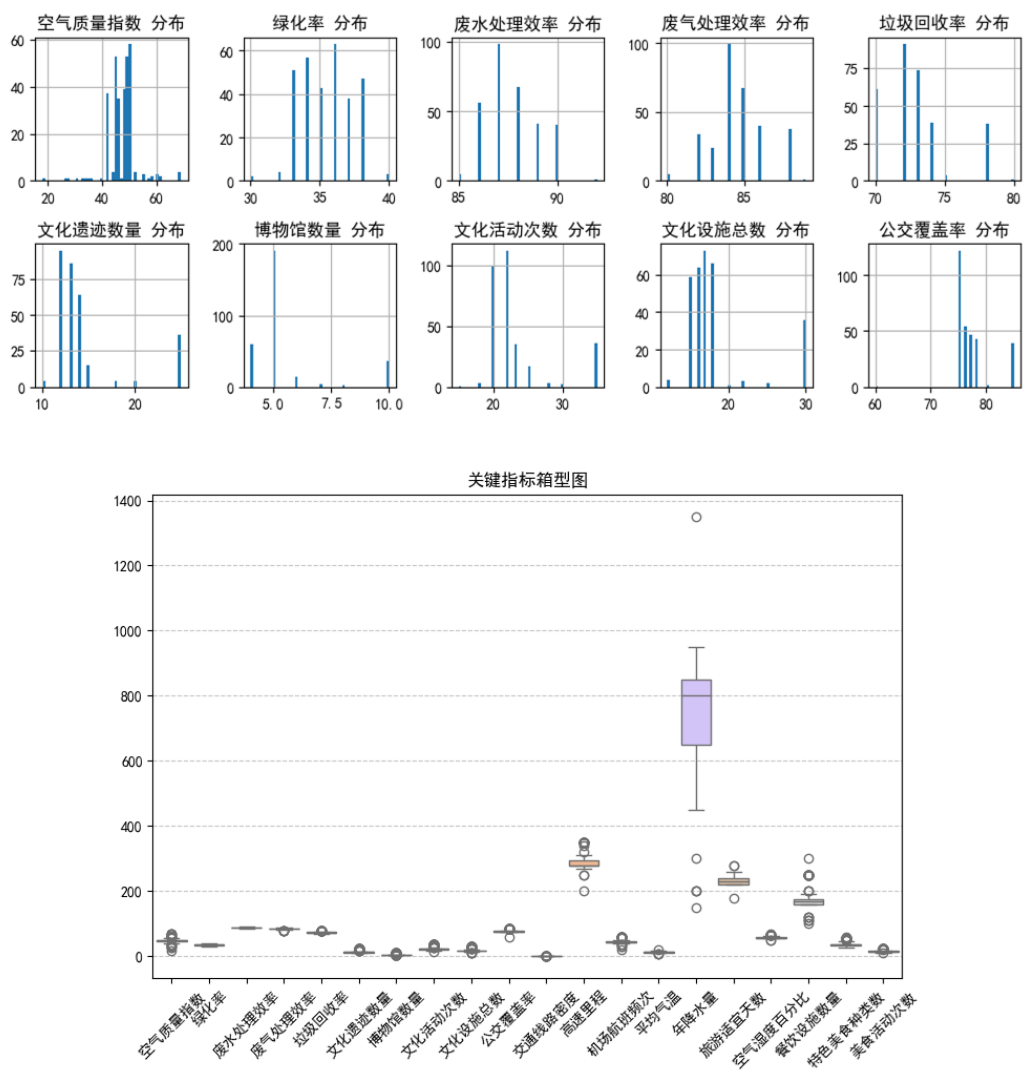 空气质量指数 分布
绿化率 分布
废水处理效率 分布
废气处理效率 分布
垃圾回收率 分布
60
40
20
0
20 40 60
60
40
20
0
30 35 40
100
50
0
85 90
100
50
0
80 85
75
50
25
0
70 75 80
文化遗迹数量 分布
博物馆数量 分布
文化活动次数 分布
文化设施总数 分布
公交覆盖率 分布
75
50
25
0
10 20
200
100
0
5.0 7.5 10.0
100
50
0
20 30
60
40
20
0
20 30
100
50
0
60 70 80
关键指标箱型图
1400
1200
1000
800
600
400
200
0
空气质量指数
绿化率
废水处理效率
废气处理效率
垃圾回收率
文化遗迹数量
博物馆数量
文化活动次数
文化设施总数
公交覆盖率
交通线路密度
高速里程
机场航班频次
平均气温
年降水量
旅游适宜天数
空气湿度百分比
餐饮设施数量
特色美食种类数
美食活动次数